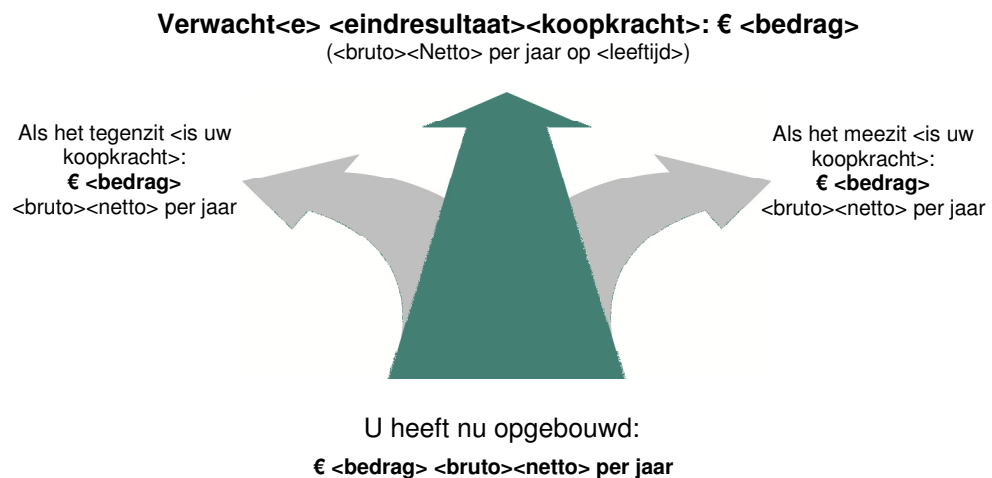 Verwacht<e> <eindresultaat><koopkracht>: € <bedrag>
(<bruto><Netto> per jaar op <leeftijd>)
Als het tegenzit <is uw
koopkracht>:
€ <bedrag>
<bruto><netto> per jaar
Als het meezit <is uw
koopkracht>:
€ <bedrag>
<bruto><netto> per jaar
U heeft nu opgebouwd:
€ <bedrag> <bruto><netto> per jaar